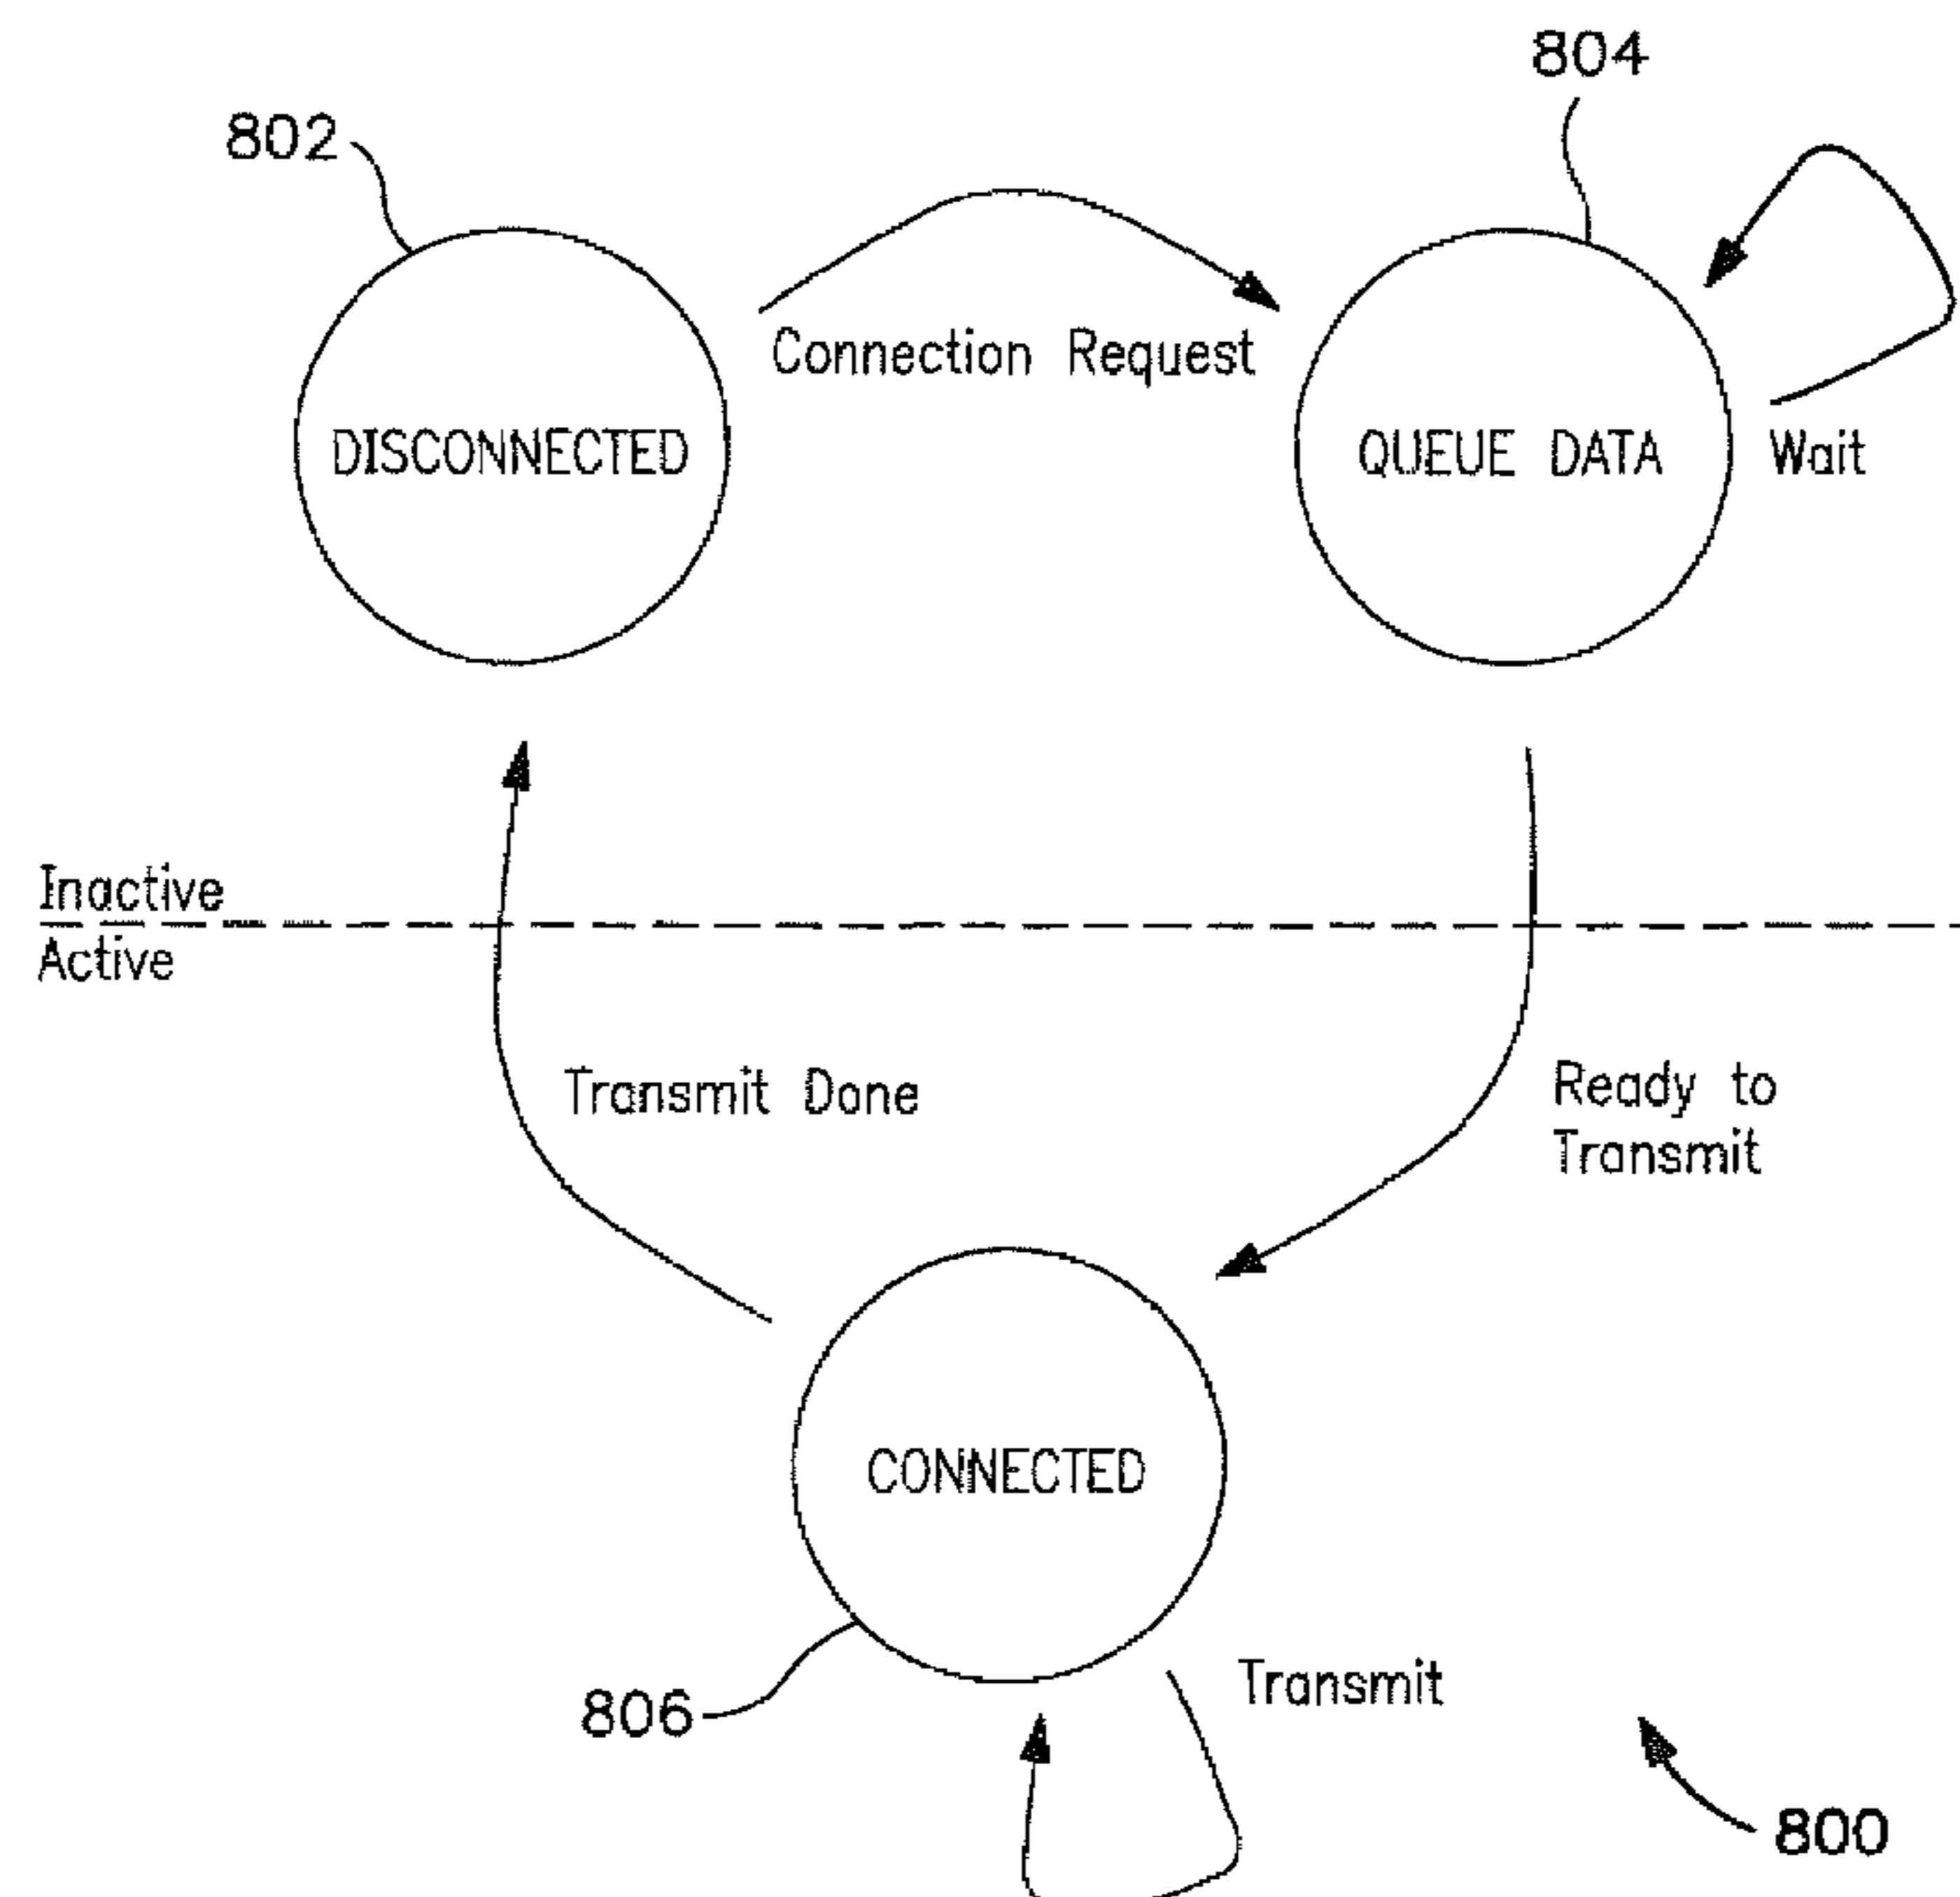 804
802
Connection Request
DISCONNECTED
QUEUE DATA
Wait
Inactive
Active
Transmit Done
Ready to
Transmit
CONNECTED
Transmit
806
800